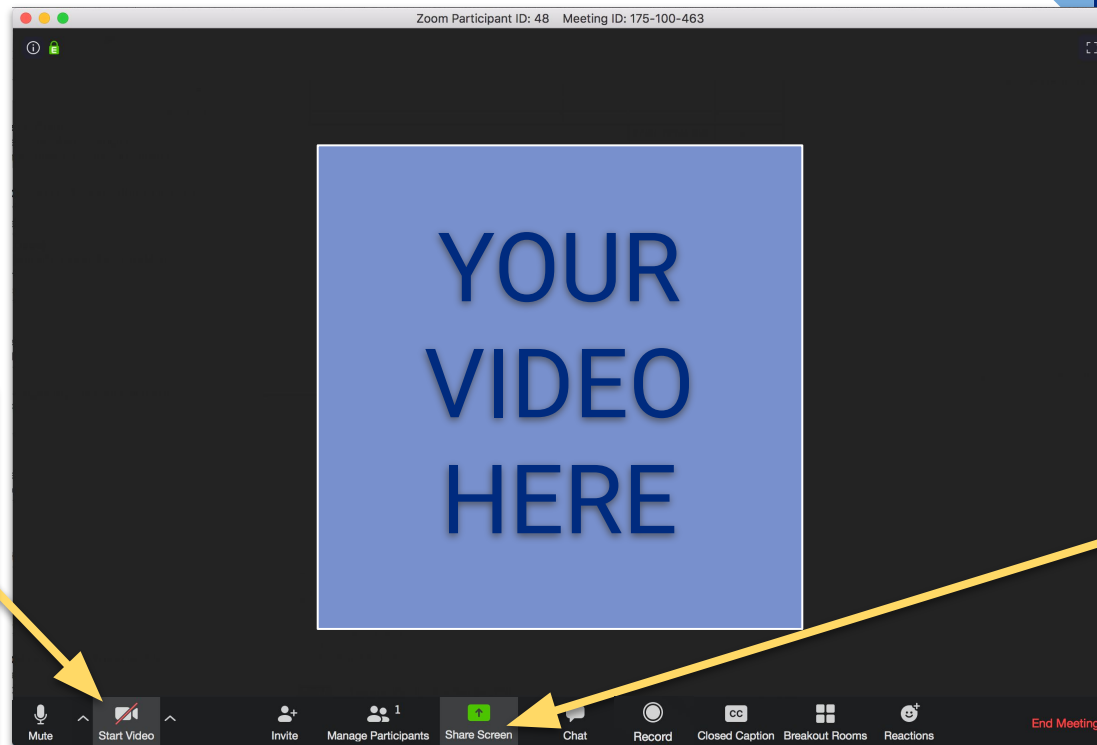 Zoom Participant ID: 48 Meeting ID: 175-100-463
E
YOUR
VIDEO
HERE
1
CC
Mute Start Video Invite Manage Participants Share Screen Chat Record Closed Caption Breakout Rooms Reactions End Meeting